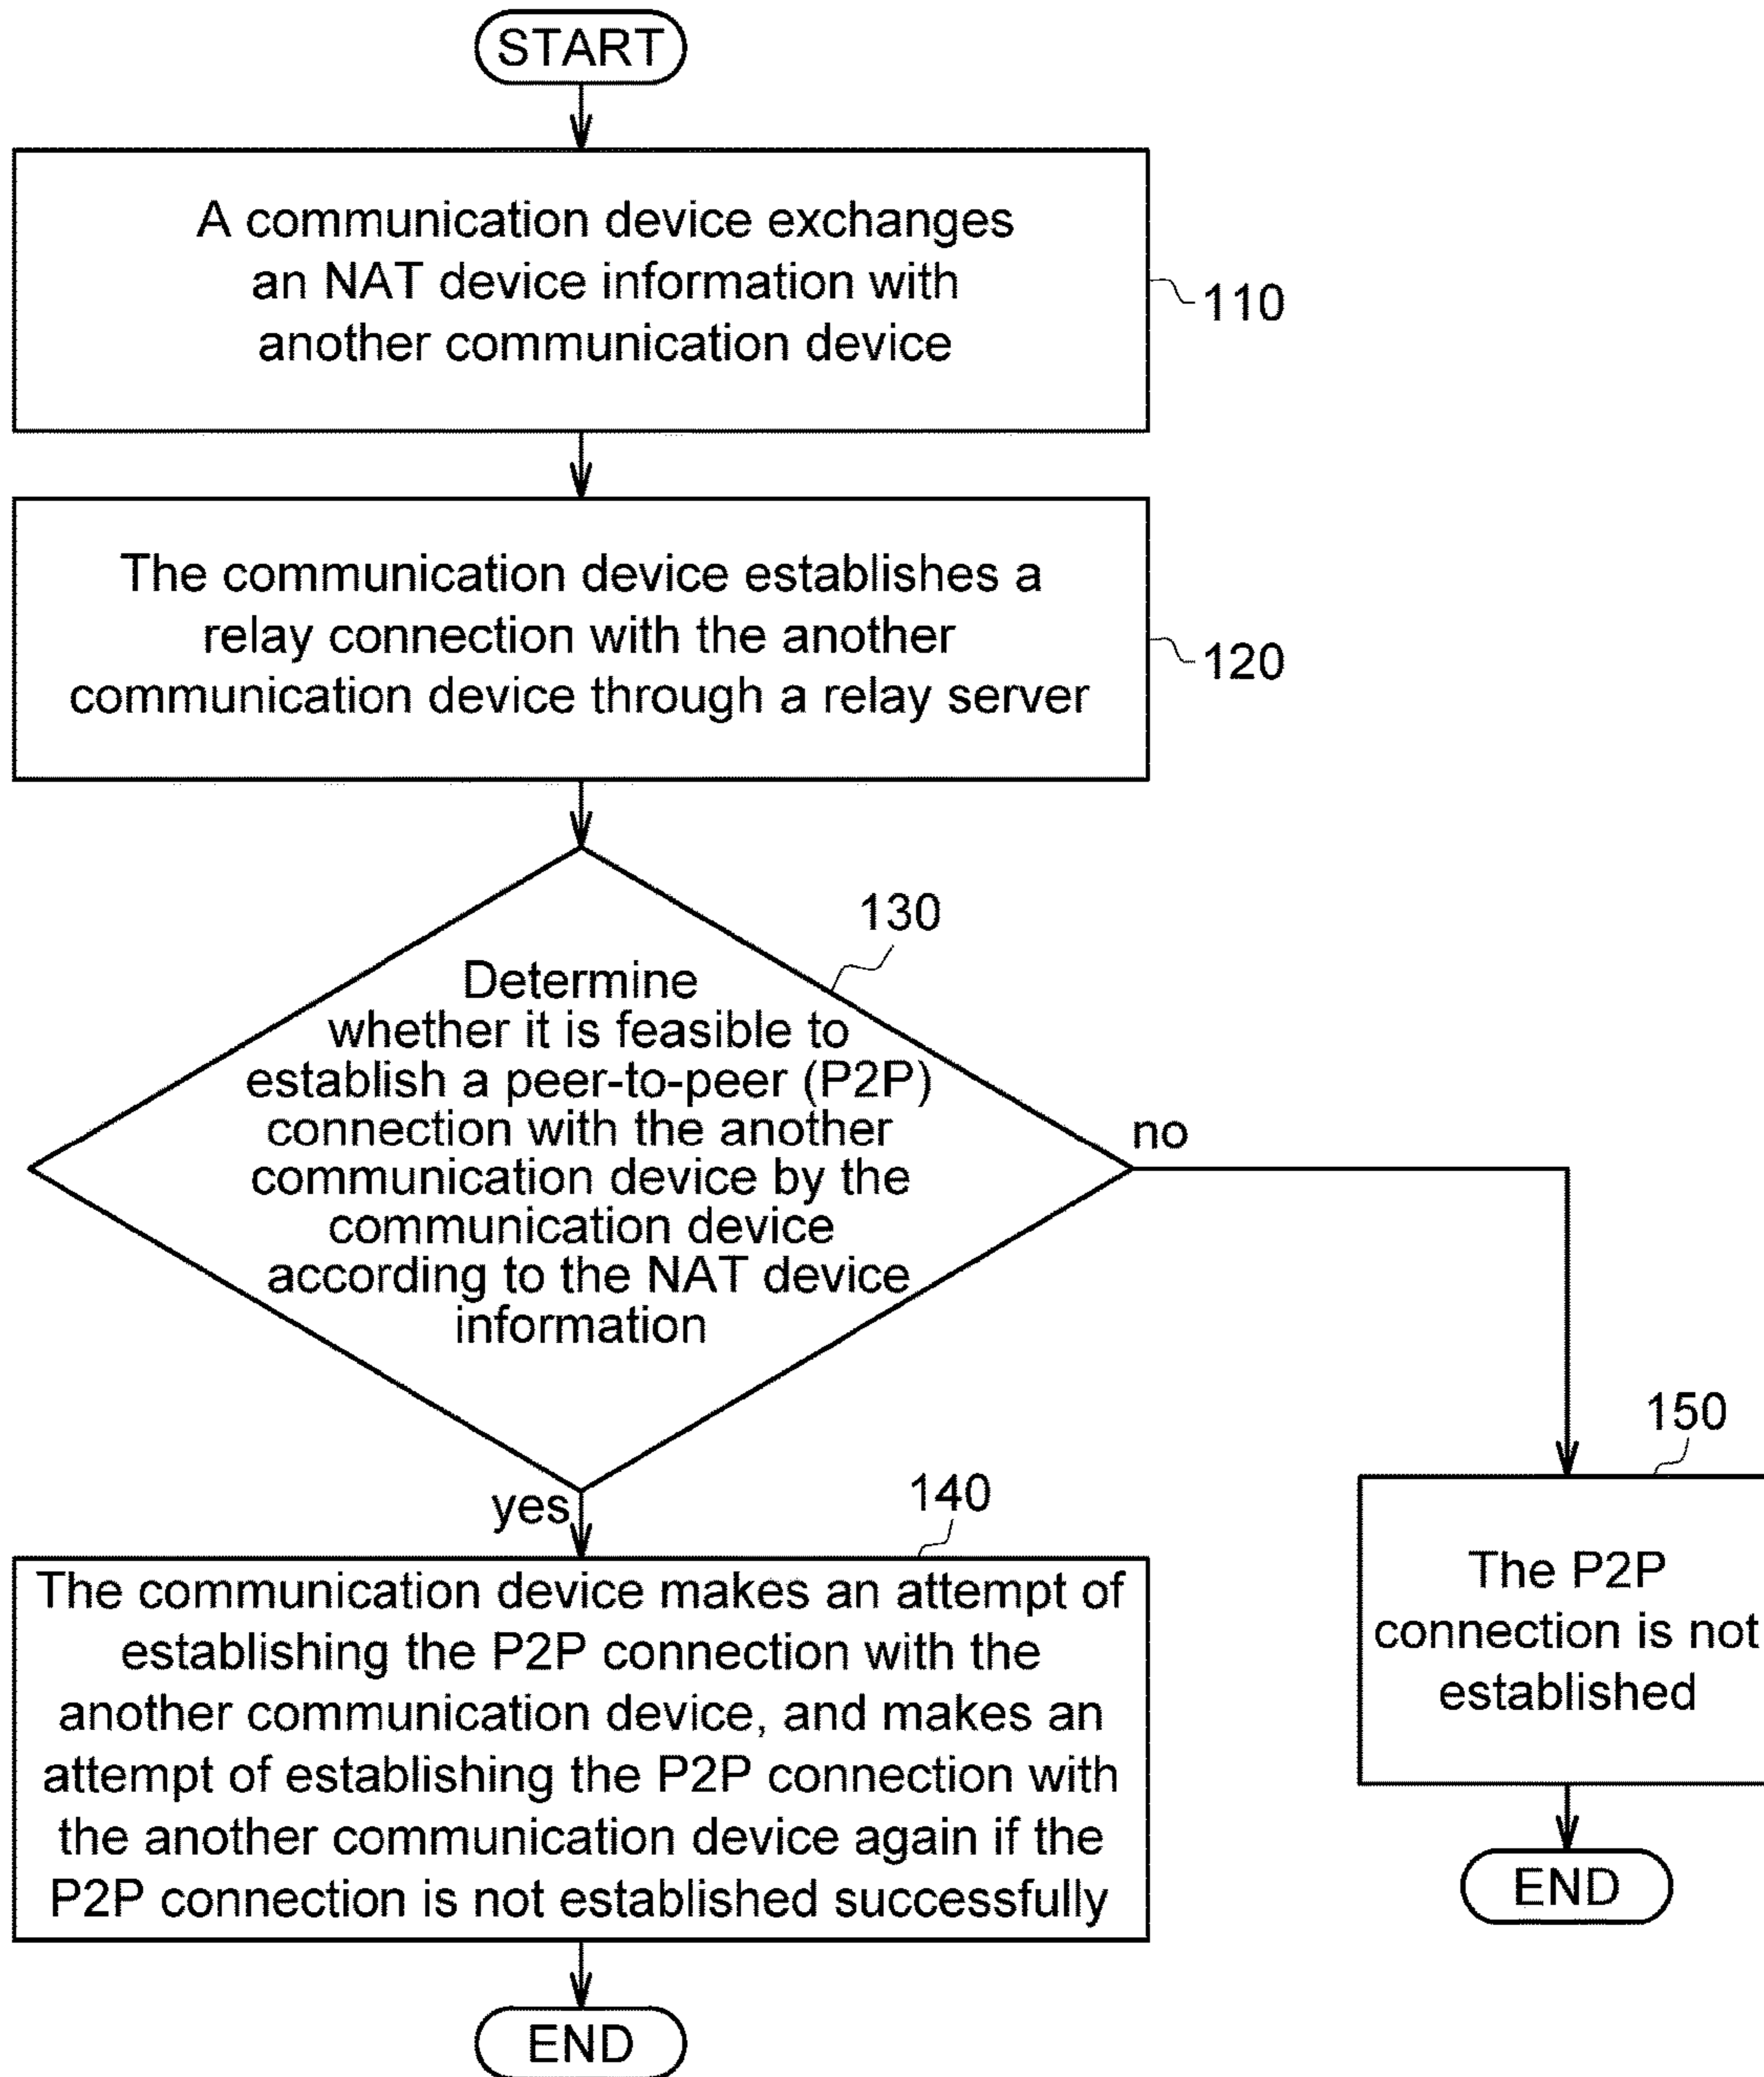 START
A communication device exchanges
an NAT device information with
another communication device
110
The communication device establishes a
relay connection with the another
communication device through a relay server
120
130
Determine
whether it is feasible to
establish a peer-to-peer (P2P)
connection with the another
communication device by the
communication device
according to the NAT device
information
no
yes
140
The communication device makes an attempt of
establishing the P2P connection with the
another communication device, and makes an
attempt of establishing the P2P connection with
the another communication device again if the
P2P connection is not established successfully
END
150
The P2P
connection is not
established
END